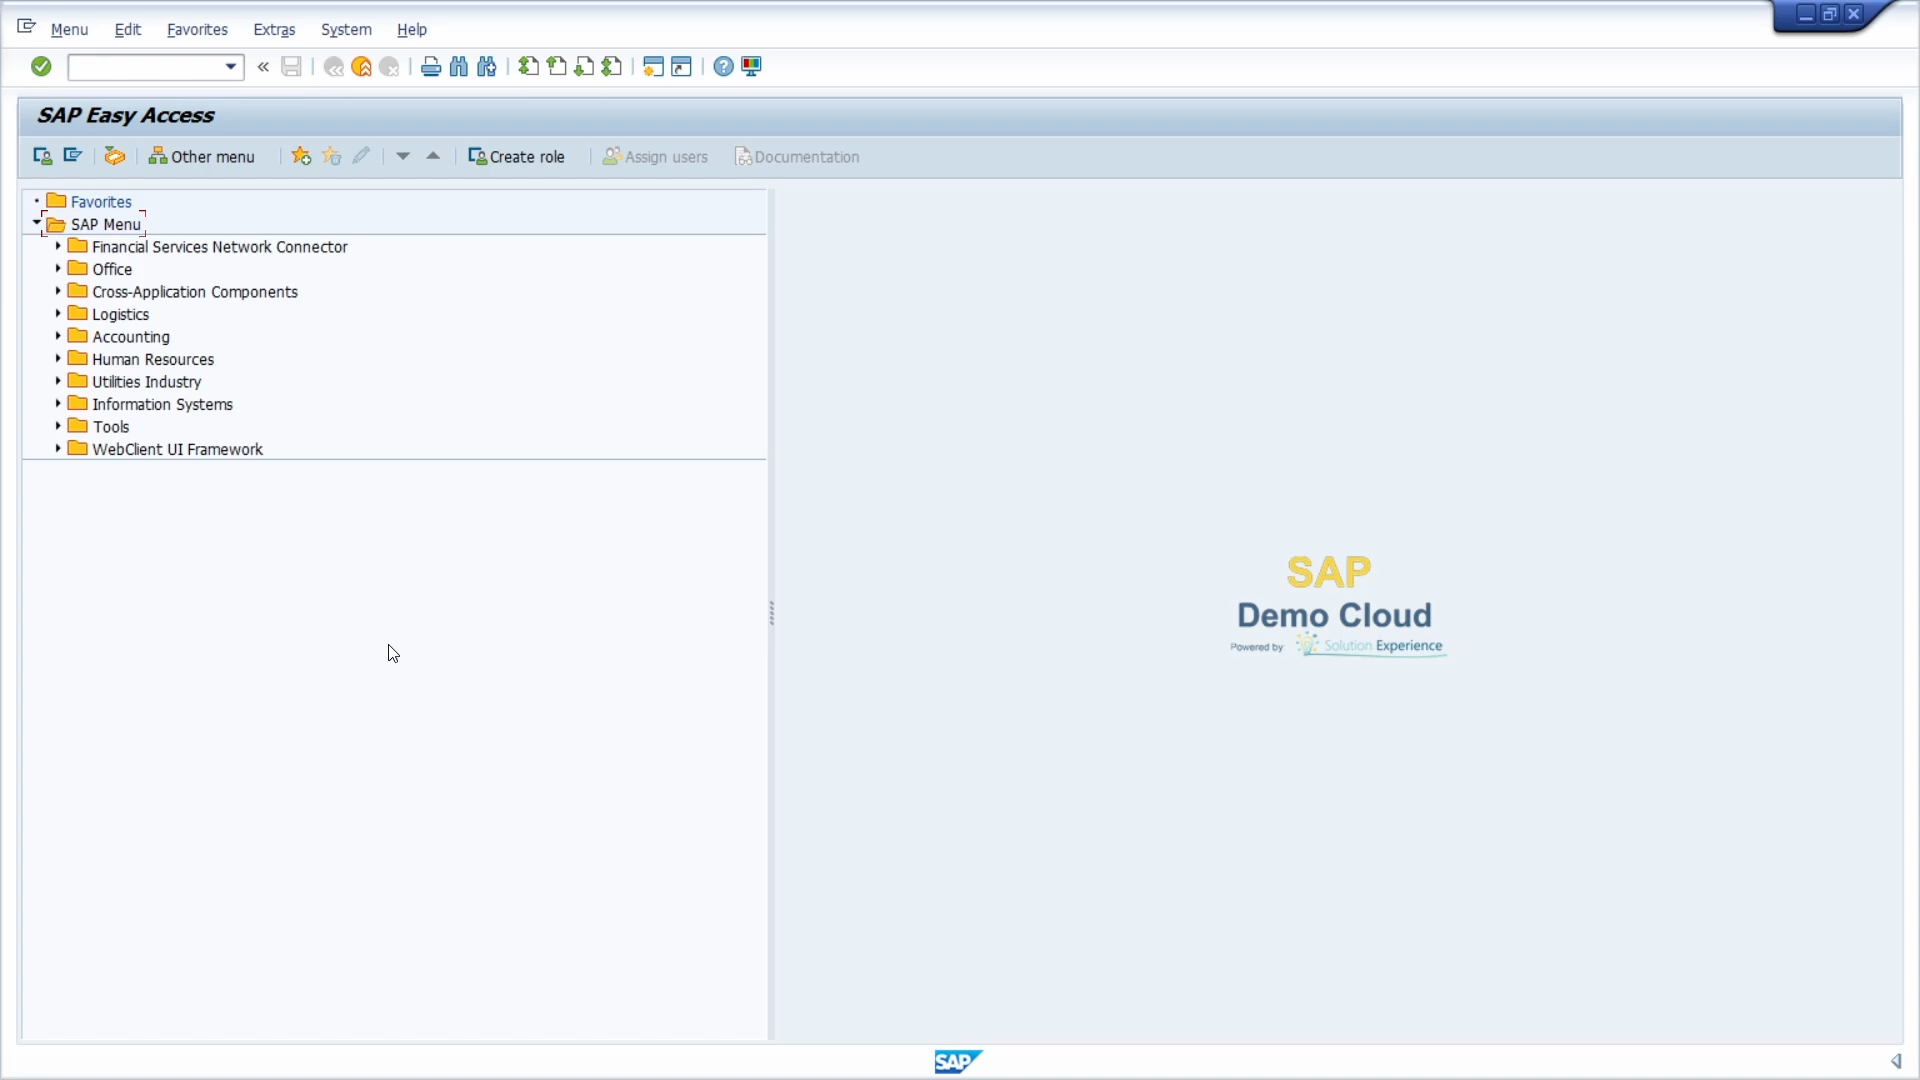 Menu Edit Favorites Extras System Help
SAP Easy Access
Other menu Create role Assign users Documentation
Favorites
SAP Menu
Financial Services Network Connector
Office
Cross-Application Components
Logistics
Accounting
Human Resources
Utilities Industry
Information Systems
Tools
WebClient UI Framework
SAP
Demo Cloud
Powered by: Solution Experience
SAP